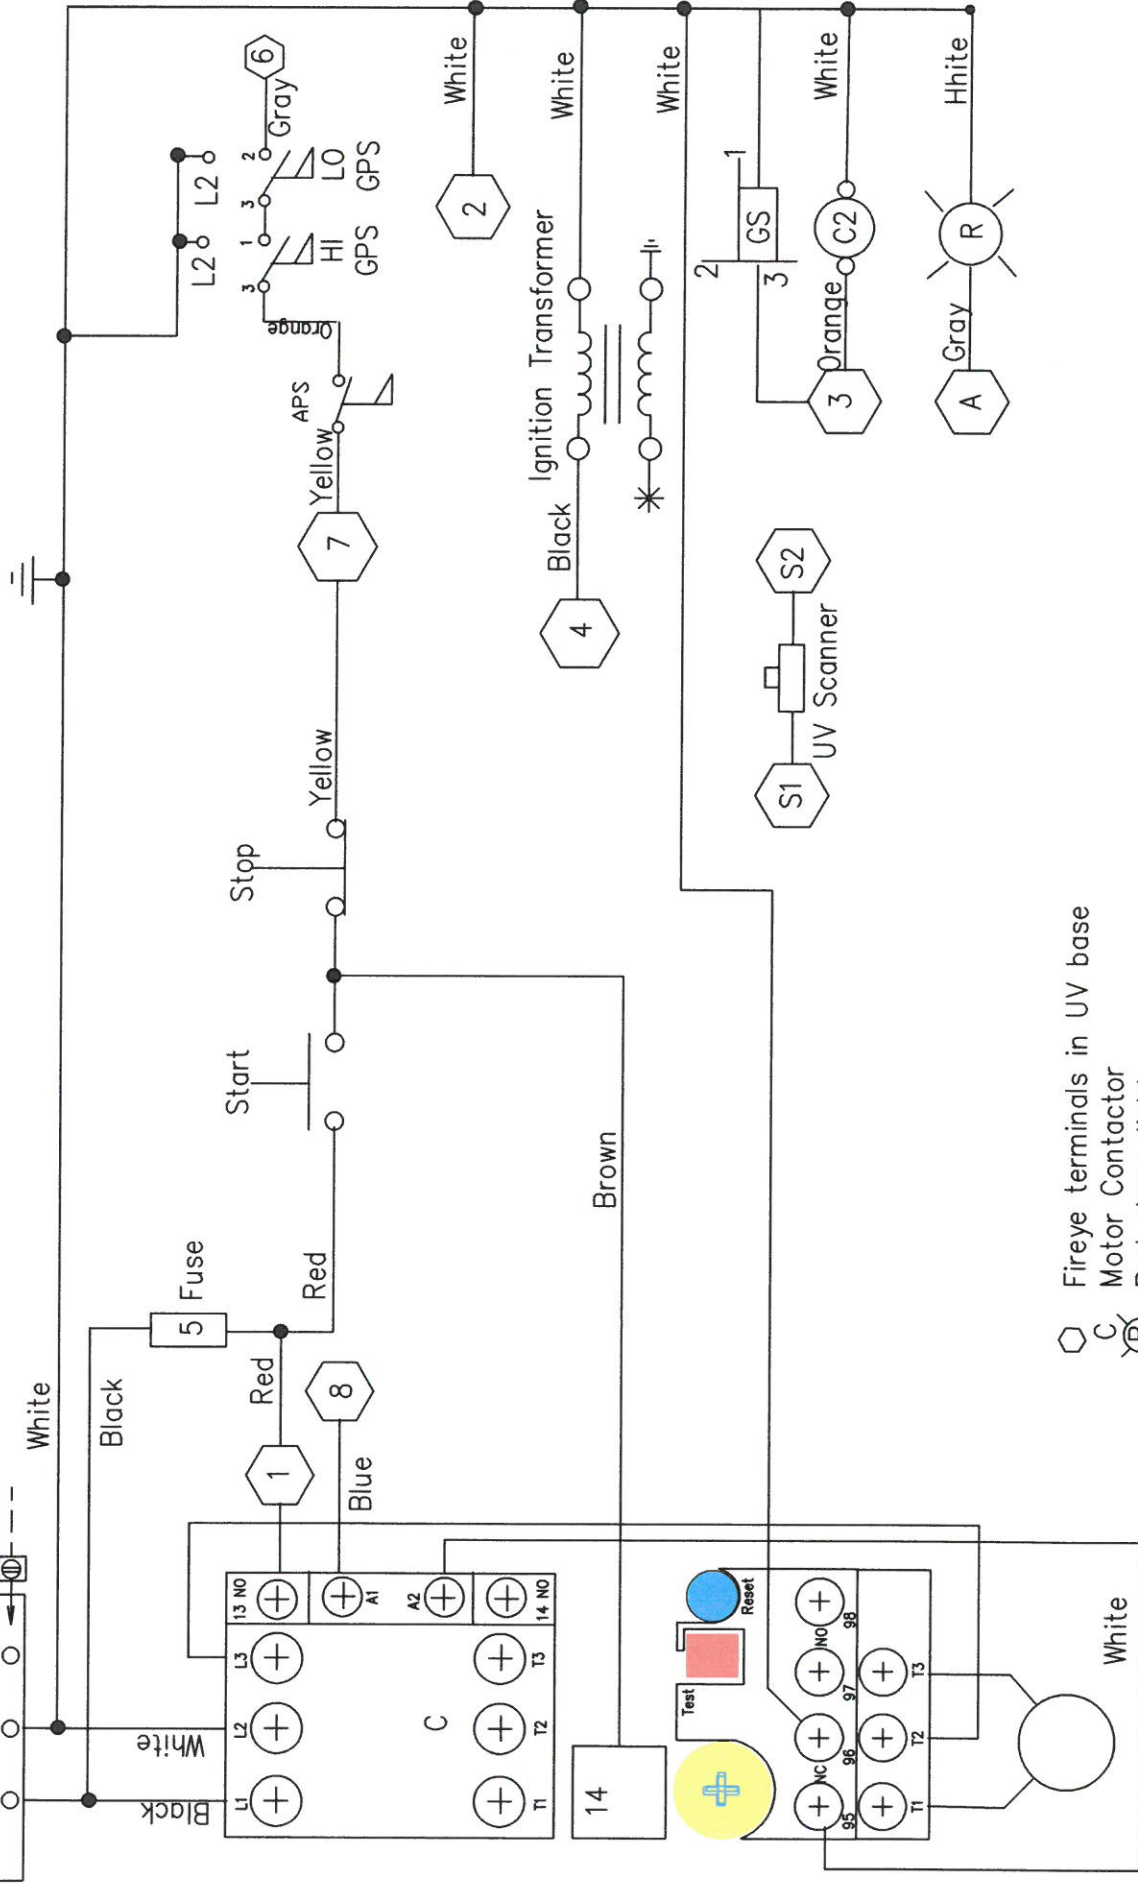 White
Black
5
Fuse
Red
Red
1
8
Blue
Start
Stop
Yellow
7
Yellow
APS
Orange
3
1
HI
GPS
L2
3
2
LO
GPS
L2
Gray
6
Brown
2
White
4
Black
Ignition Transformer
White
White
S1
S2
UV Scanner
GS
1
2
3
3
Orange
C2
White
A
Gray
R
Hhite
Black
White
L1
L2
L3
13 NO
A1
A2
14 NO
C
T1
T2
T3
14
Test
Reset
NC
NO
95
96
97
98
T1
T2
T3
White
Fireye terminals in UV base
C
Motor Contactor